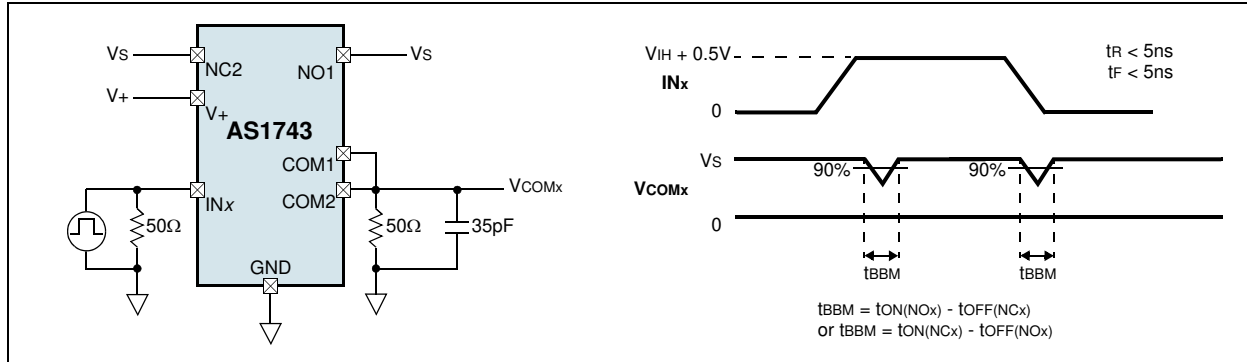 VS
NC2
NO1
VS
V+
V+
AS1743
COM1
INx
COM2
VCOMx
50Ω
50Ω
35pF
GND
VIH + 0.5V
INx
0
tR < 5ns
tF < 5ns
VS
90%
90%
VCOMx
0
tBBM
tBBM
tBBM = tON(NOx) - tOFF(NCx)
or tBBM = tON(NCx) - tOFF(NOx)